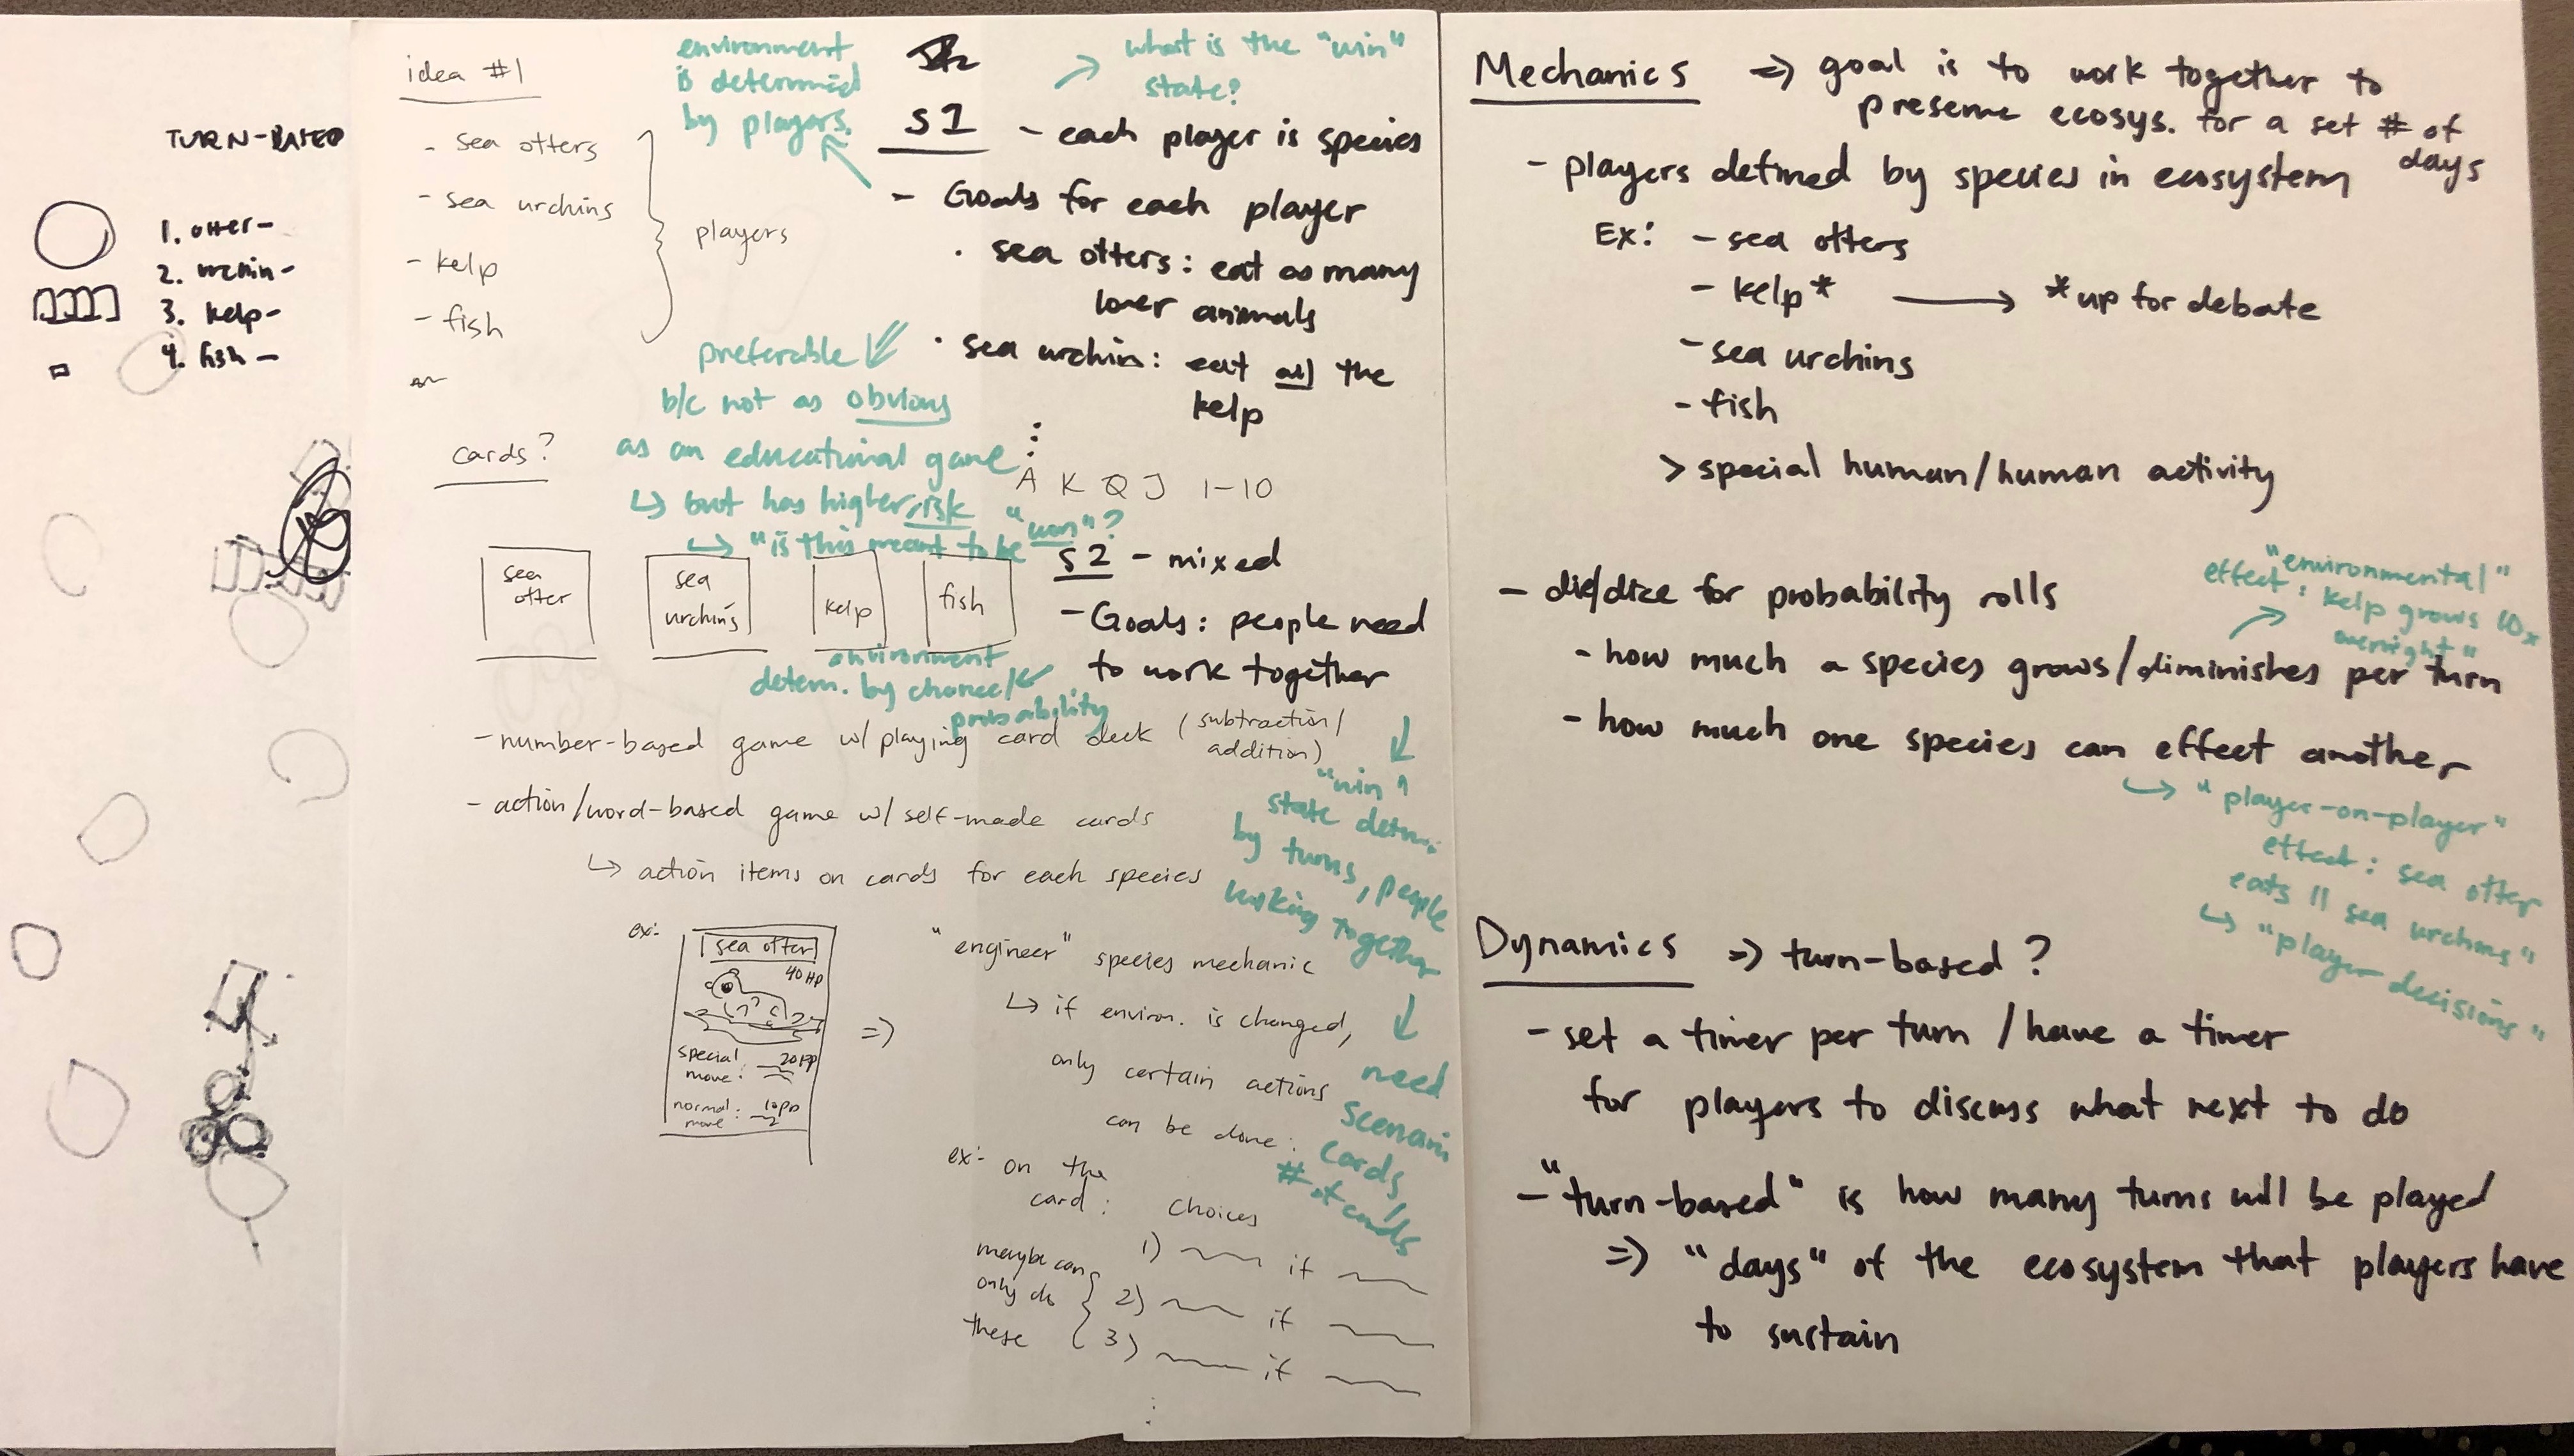 TURN-BASED
1. otter-
2. urchin-
3. kelp-
4. fish-
idea #1
- sea otters
- sea urchins
- kelp
- fish
players
environment
is determined
by players.
what is the "win"
state?
S1 - each player is species
- Goals for each player
· sea otters: eat as many
lower animals
· sea urchin: eat all the
kelp
preferable
b/c not as obvious
as an educational game
↳ but has higher risk
↳ "is this meant to be "won"?
cards?
A K Q J 1-10
sea
otter
sea
urchins
kelp
fish
S2 - mixed
- Goals: people need
to work together
environment
determ. by chance/
probability
- number-based game w/ playing card deck (subtraction/
addition)
- action/word-based game w/ self-made cards
↳ action items on cards for each species
"win"
state determ.
by turns, people
working together
↓
need
scenario
cards,
# of cards
ex:
sea otter
40 HP
special
move:
normal
move:
=>
"engineer" species mechanic
↳ if environ. is changed,
only certain actions
can be done:
ex: on the
card:
choices
maybe can
only do
these
1) if
2) if
3) if
Mechanics => goal is to work together to
preserve ecosys. for a set # of
days
- players defined by species in ecosystem
Ex: - sea otters
- kelp* → *up for debate
- sea urchins
- fish
> special human/human activity
- die/dice for probability rolls
"environmental"
effect: kelp grows 10x
overnight"
- how much a species grows/diminishes per turn
- how much one species can effect another
↳ "player-on-player"
effect: sea otter
eats 11 sea urchins"
↳ "player decisions"
Dynamics => turn-based?
- set a timer per turn / have a timer
for players to discuss what next to do
- "turn-based" is how many turns will be played
=> "days" of the ecosystem that players have
to sustain